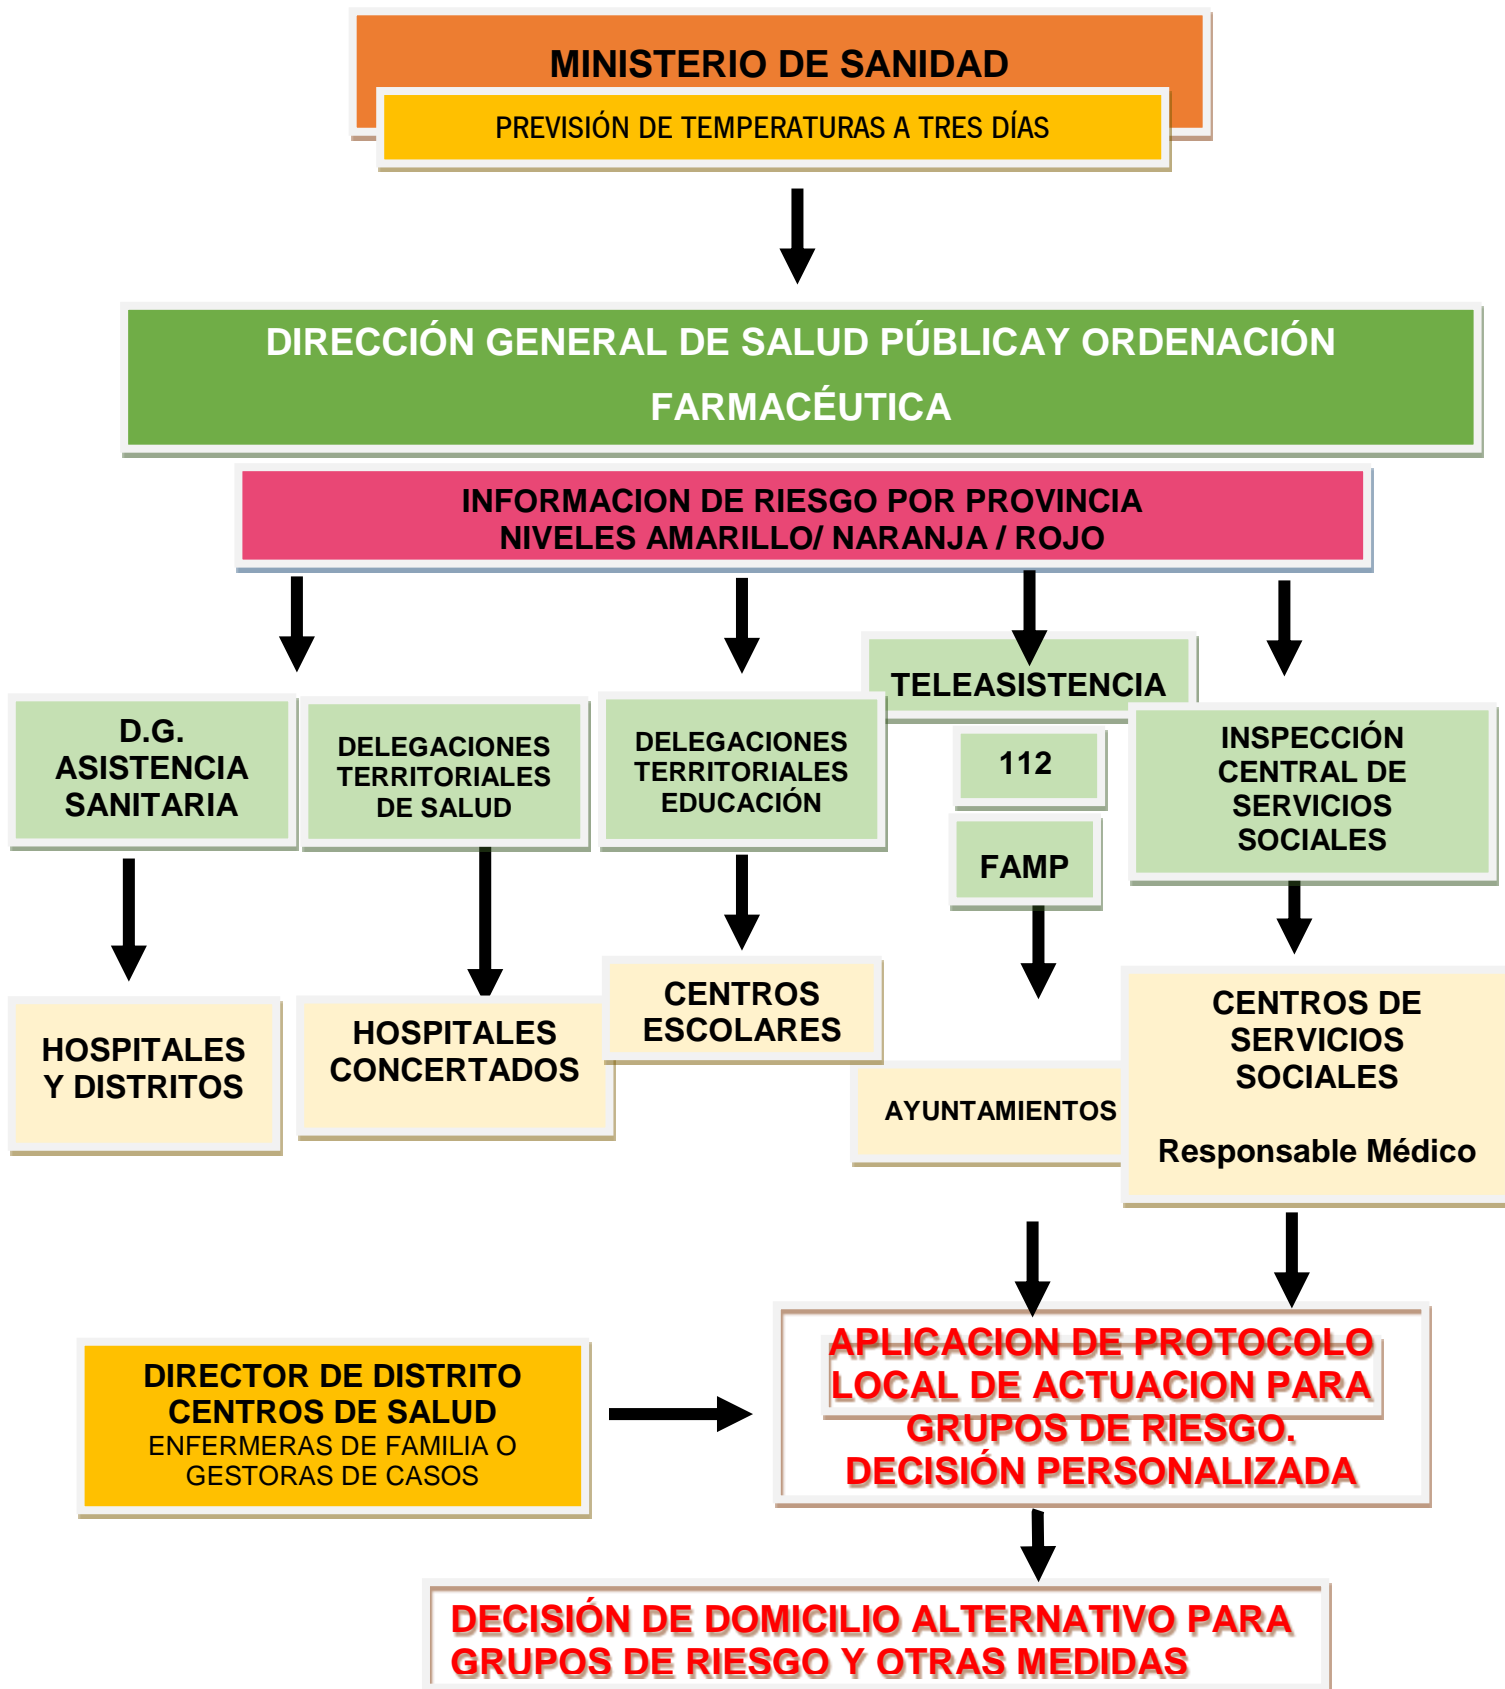 MINISTERIO DE SANIDAD
PREVISIÓN DE TEMPERATURAS A TRES DÍAS
DIRECCIÓN GENERAL DE SALUD PÚBLICAY ORDENACIÓN
FARMACÉUTICA
INFORMACION DE RIESGO POR PROVINCIA
NIVELES AMARILLO/ NARANJA / ROJO
D.G.
ASISTENCIA
SANITARIA
DELEGACIONES
TERRITORIALES
DE SALUD
DELEGACIONES
TERRITORIALES
EDUCACIÓN
TELEASISTENCIA
112
FAMP
INSPECCIÓN
CENTRAL DE
SERVICIOS
SOCIALES
HOSPITALES
Y DISTRITOS
HOSPITALES
CONCERTADOS
CENTROS
ESCOLARES
AYUNTAMIENTOS
CENTROS DE
SERVICIOS
SOCIALES
Responsable Médico
DIRECTOR DE DISTRITO
CENTROS DE SALUD
ENFERMERAS DE FAMILIA O
GESTORAS DE CASOS
APLICACION DE PROTOCOLO
LOCAL DE ACTUACION PARA
GRUPOS DE RIESGO.
DECISIÓN PERSONALIZADA
DECISIÓN DE DOMICILIO ALTERNATIVO PARA
GRUPOS DE RIESGO Y OTRAS MEDIDAS